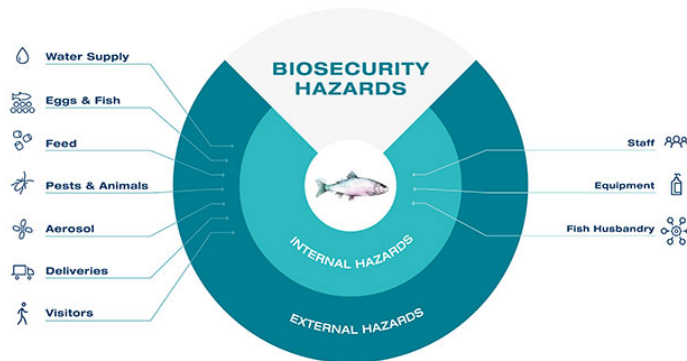 BIOSECURITY
HAZARDS
Water Supply
Eggs & Fish
Feed
Pests & Animals
Aerosol
Deliveries
Visitors
Staff
Equipment
Fish Husbandry
INTERNAL HAZARDS
EXTERNAL HAZARDS